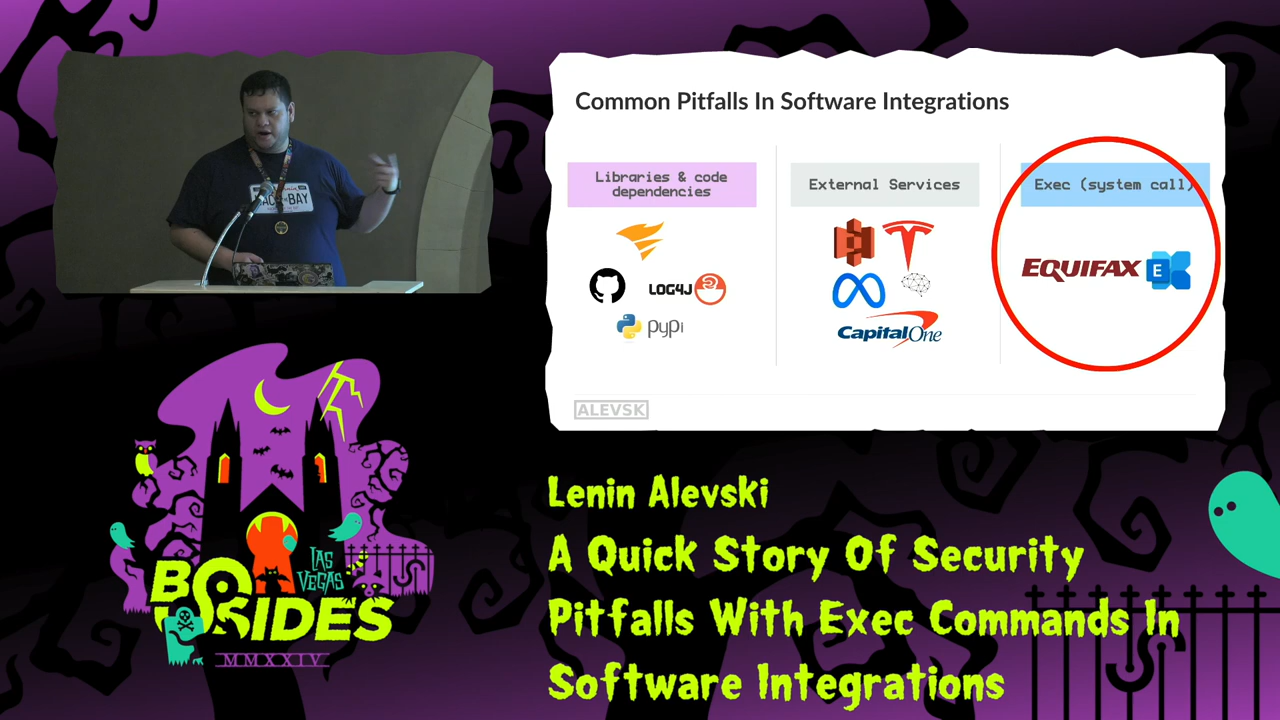 Common Pitfalls In Software Integrations
Libraries & code
dependencies
External Services
Exec (system call)
EQUIFAX
E
LOG4J
pypi
CapitalOne
ALEVSK
LAS
VEGAS
BSIDES
MMXXIV
Lenin Alevski
A Quick Story Of Security
Pitfalls With Exec Commands In
Software Integrations